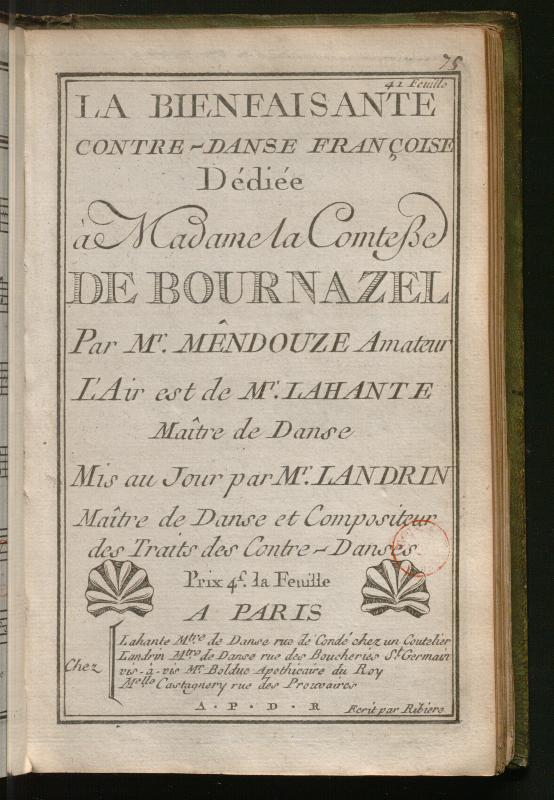 75
41 Feuille
LA BIENFAISANTE
CONTRE-DANSE FRANÇOISE
Dédiée
à Madame la Comteße
DE BOURNAZEL
Par Mr. MÊNDOUZE Amateur
L'Air est de Mr. LAHANTE
Maître de Danse
Mis au Jour par Mr. LANDRIN
Maître de Danse et Compositeur
des Traits des Contre-Danses.
Prix 4s. la Feuille
A PARIS
Chez
Lahante Mtre de Danse rue de Condé chez un Coutelier
Landrin Mtre de Danse rue des Boucheries St Germain
vis-à-vis Mr Bolduc Apothicaire du Roy
Melle Castagnery rue des Prouvaires
A. P. D. R
Ecrit par Ribiere